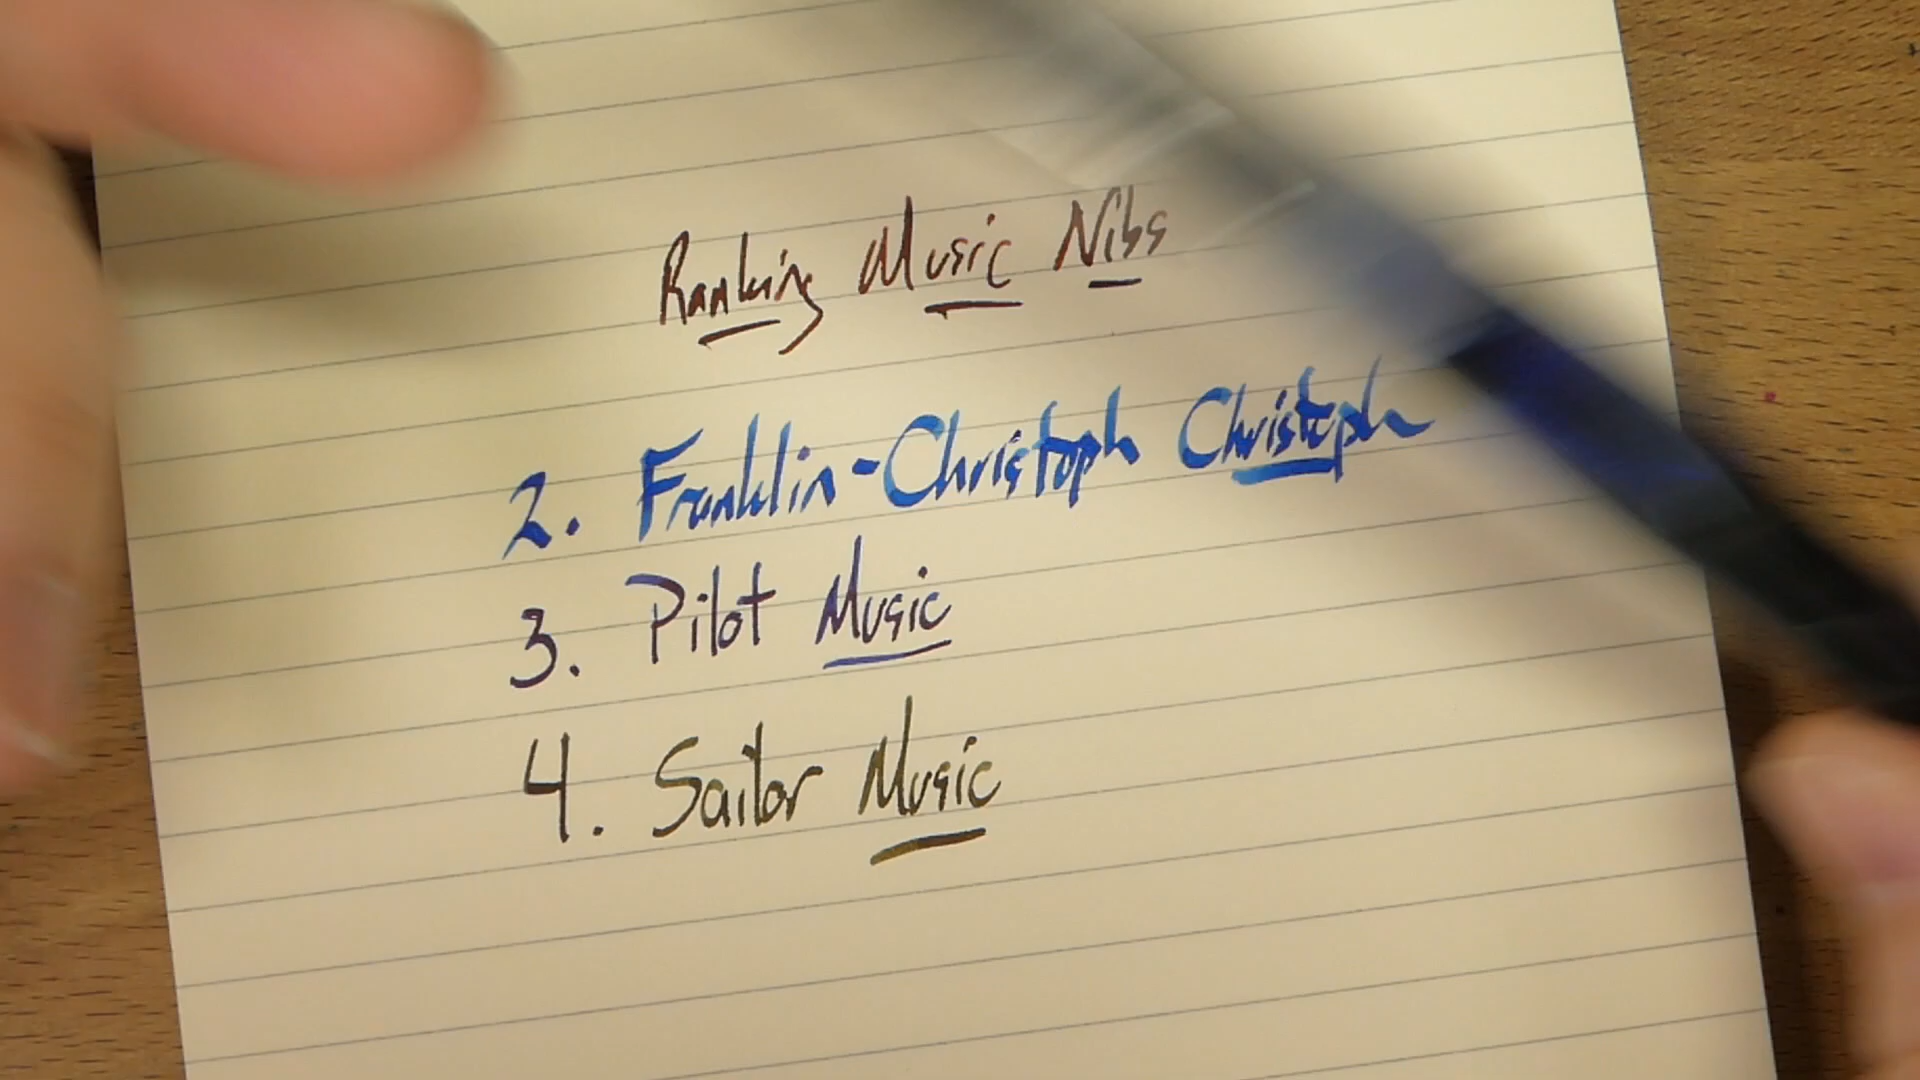 Ranking Music Nibs
2. Franklin-Christoph Christoph
3. Pilot Music
4. Sailor Music